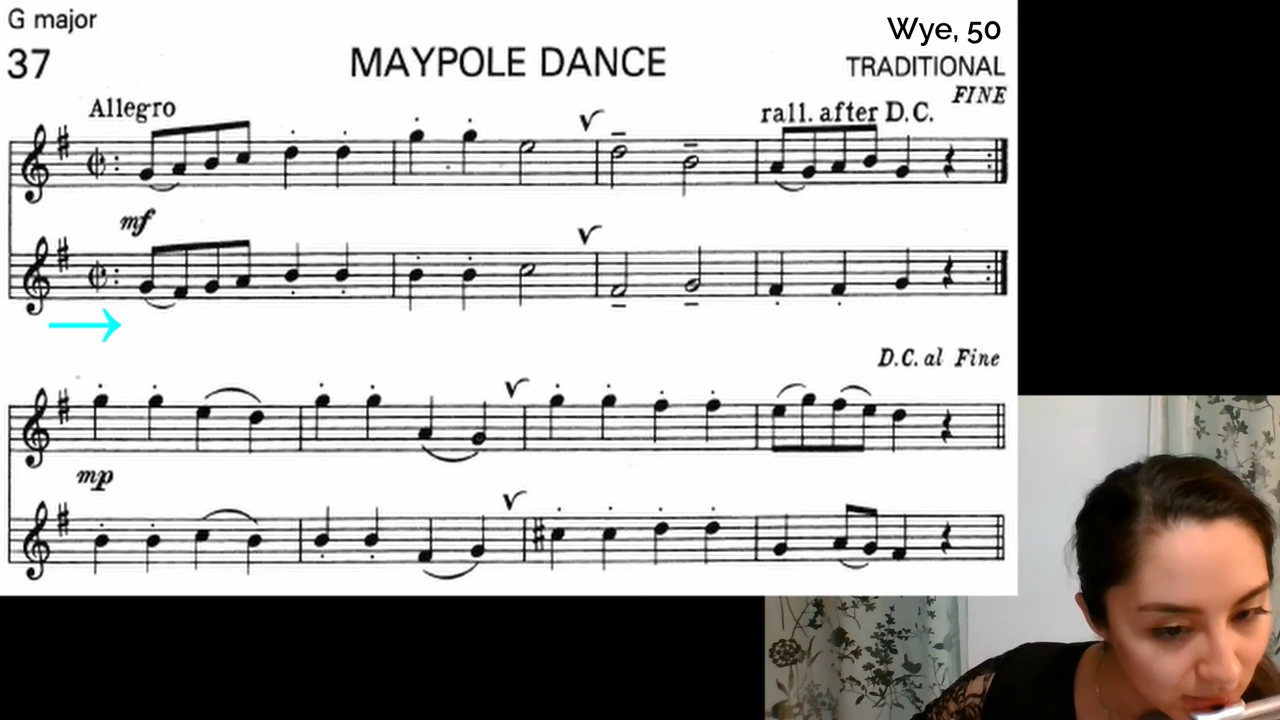 G major
Wye, 50
37
MAYPOLE DANCE
TRADITIONAL
FINE
Allegro
rall. after D.C.
mf
D.C. al Fine
mp